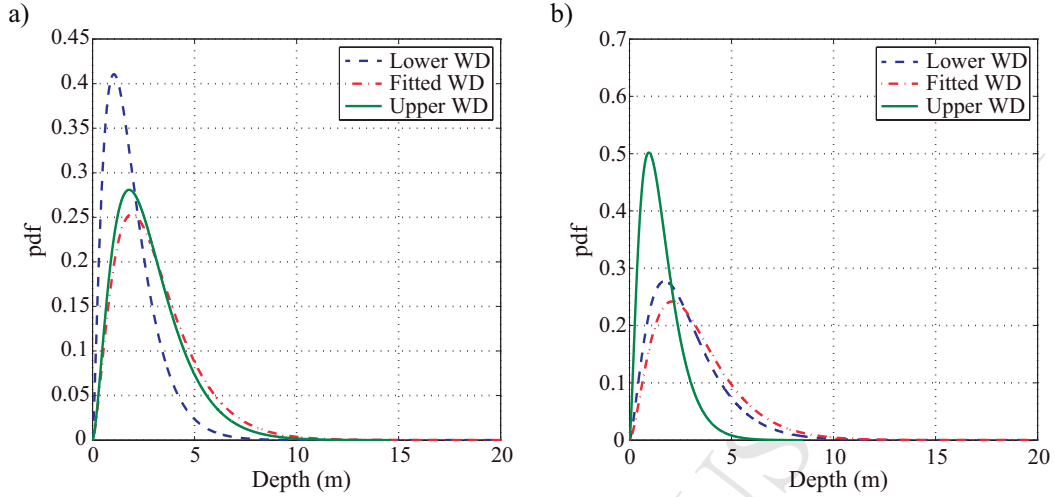 a)
0.45
0.4
0.35
0.3
0.25
0.2
0.15
0.1
0.05
0
pdf
Lower WD
Fitted WD
Upper WD
0 5 10 15 20
Depth (m)
b)
0.7
0.6
0.5
0.4
0.3
0.2
0.1
0
pdf
Lower WD
Fitted WD
Upper WD
0 5 10 15 20
Depth (m)